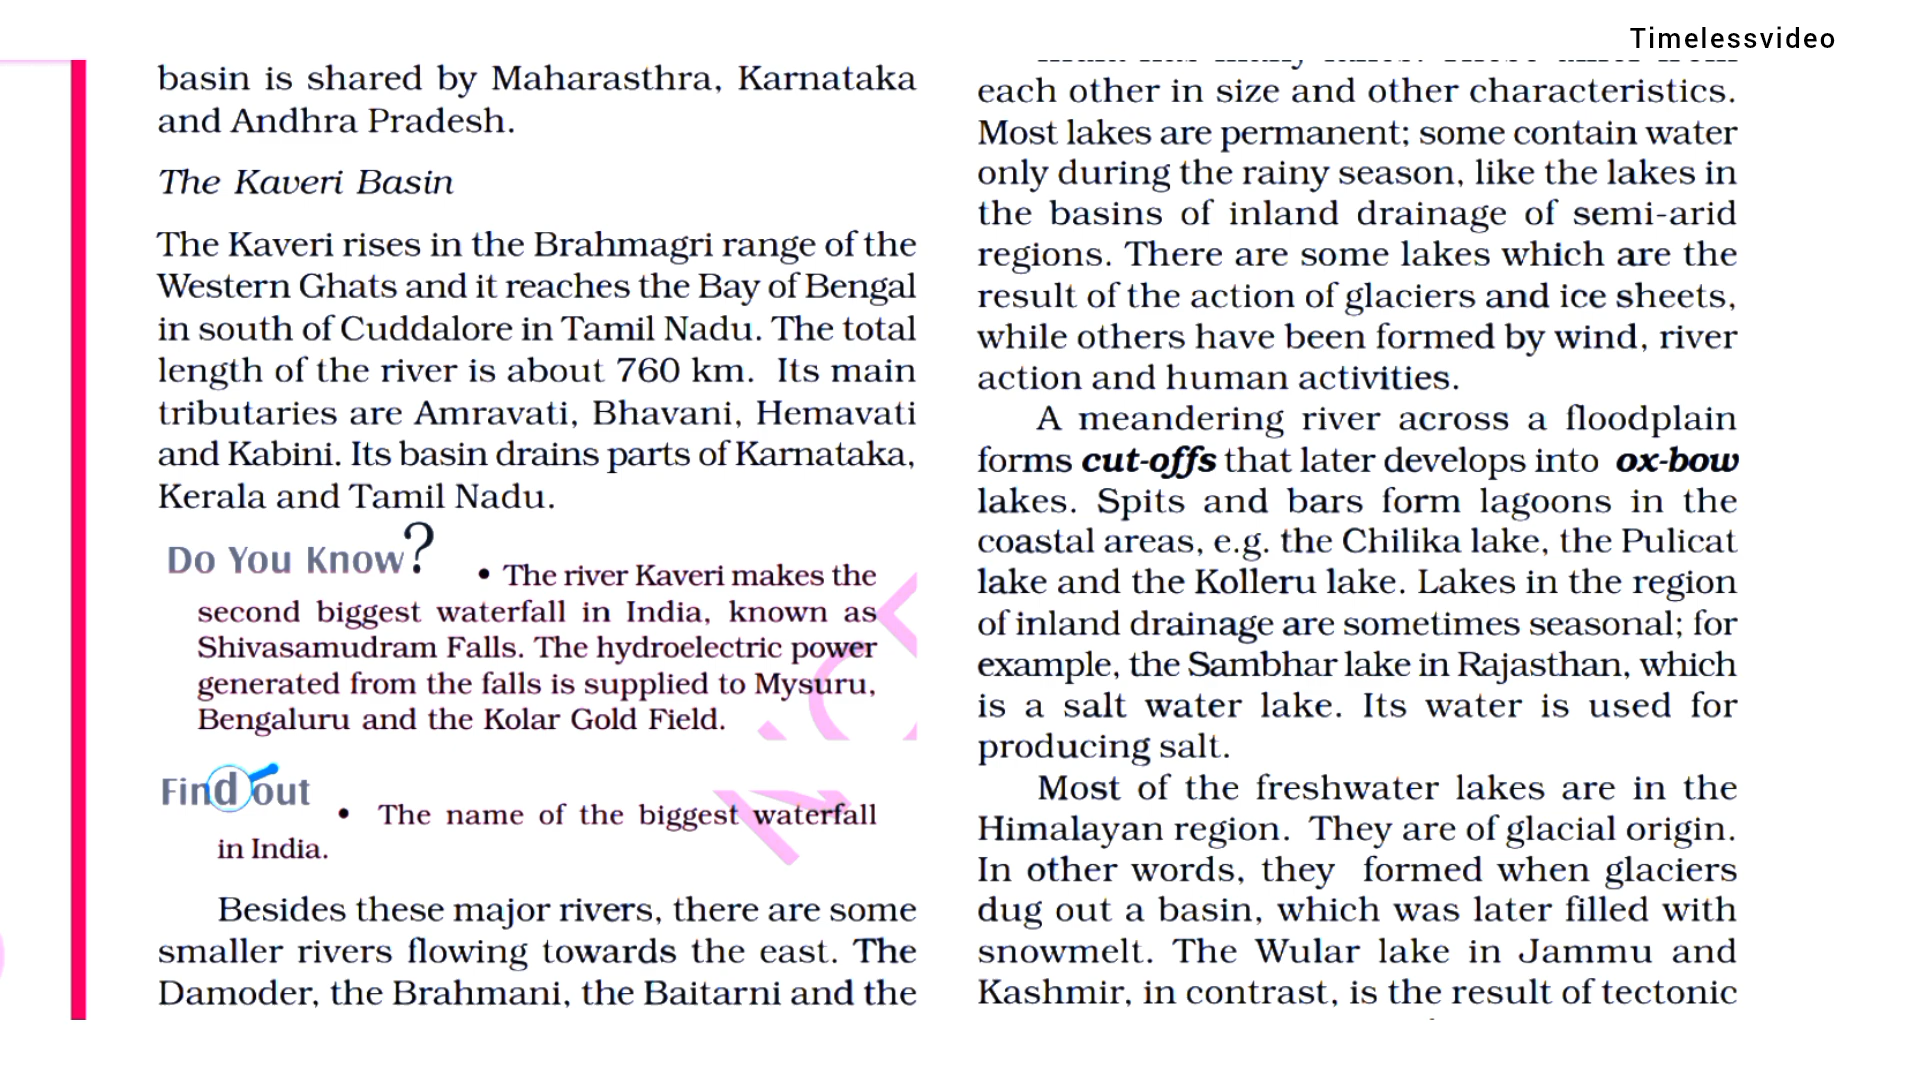 Timelessvideo
basin is shared by Maharasthra, Karnataka
and Andhra Pradesh.
The Kaveri Basin
The Kaveri rises in the Brahmagri range of the
Western Ghats and it reaches the Bay of Bengal
in south of Cuddalore in Tamil Nadu. The total
length of the river is about 760 km. Its main
tributaries are Amravati, Bhavani, Hemavati
and Kabini. Its basin drains parts of Karnataka,
Kerala and Tamil Nadu.
Do You Know?
• The river Kaveri makes the
second biggest waterfall in India, known as
Shivasamudram Falls. The hydroelectric power
generated from the falls is supplied to Mysuru,
Bengaluru and the Kolar Gold Field.
Find out
• The name of the biggest waterfall
in India.
Besides these major rivers, there are some
smaller rivers flowing towards the east. The
Damoder, the Brahmani, the Baitarni and the
each other in size and other characteristics.
Most lakes are permanent; some contain water
only during the rainy season, like the lakes in
the basins of inland drainage of semi-arid
regions. There are some lakes which are the
result of the action of glaciers and ice sheets,
while others have been formed by wind, river
action and human activities.
A meandering river across a floodplain
forms cut-offs that later develops into ox-bow
lakes. Spits and bars form lagoons in the
coastal areas, e.g. the Chilika lake, the Pulicat
lake and the Kolleru lake. Lakes in the region
of inland drainage are sometimes seasonal; for
example, the Sambhar lake in Rajasthan, which
is a salt water lake. Its water is used for
producing salt.
Most of the freshwater lakes are in the
Himalayan region. They are of glacial origin.
In other words, they formed when glaciers
dug out a basin, which was later filled with
snowmelt. The Wular lake in Jammu and
Kashmir, in contrast, is the result of tectonic